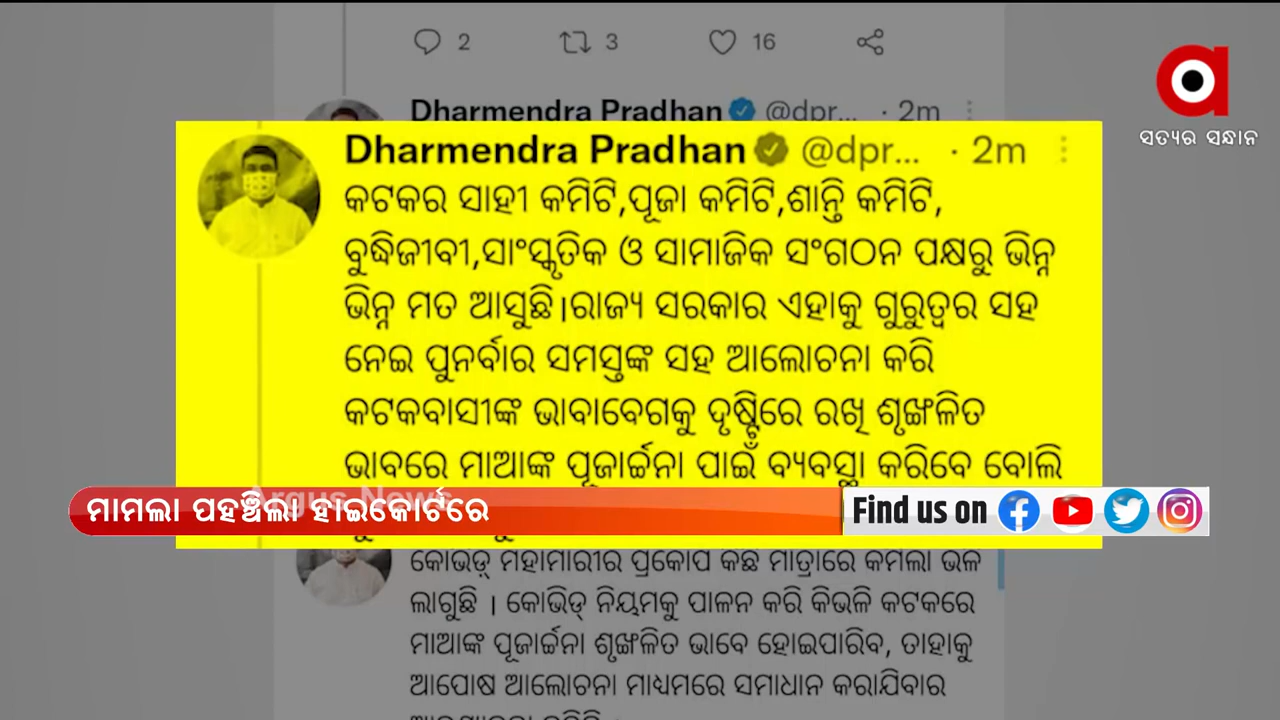 2 3 16
Dharmendra Pradhan @dpr... · 2m
ସତ୍ୟର ସନ୍ଧାନ
Dharmendra Pradhan @dpr... · 2m
କଟକର ସାହୀ କମିଟି,ପୂଜା କମିଟି,ଶାନ୍ତି କମିଟି,
ବୁଦ୍ଧିଜୀବୀ,ସାଂସ୍କୃତିକ ଓ ସାମାଜିକ ସଂଗଠନ ପକ୍ଷରୁ ଭିନ୍ନ
ଭିନ୍ନ ମତ ଆସୁଛି।ରାଜ୍ୟ ସରକାର ଏହାକୁ ଗୁରୁତ୍ୱର ସହ
ନେଇ ପୁନର୍ବାର ସମସ୍ତଙ୍କ ସହ ଆଲୋଚନା କରି
କଟକବାସୀଙ୍କ ଭାବାବେଗକୁ ଦୃଷ୍ଟିରେ ରଖି ଶୃଙ୍ଖଳିତ
ଭାବରେ ମାଆଙ୍କ ପୂଜାର୍ଚ୍ଚନା ପାଇଁ ବ୍ୟବସ୍ଥା କରିବେ ବୋଲି
Argus News
ମାମଲା ପହଞ୍ଚିଲା ହାଇକୋର୍ଟରେ
Find us on
କୋଭିଡ୍ ମହାମାରୀର ପ୍ରକୋପ କିଛି ମାତ୍ରାରେ କମିଲା ଭଳି
ଲାଗୁଛି । କୋଭିଡ୍ ନିୟମକୁ ପାଳନ କରି କିଭଳି କଟକରେ
ମାଆଙ୍କ ପୂଜାର୍ଚ୍ଚନା ଶୃଙ୍ଖଳିତ ଭାବେ ହୋଇପାରିବ, ତାହାକୁ
ଆପୋଷ ଆଲୋଚନା ମାଧ୍ୟମରେ ସମାଧାନ କରାଯିବାର